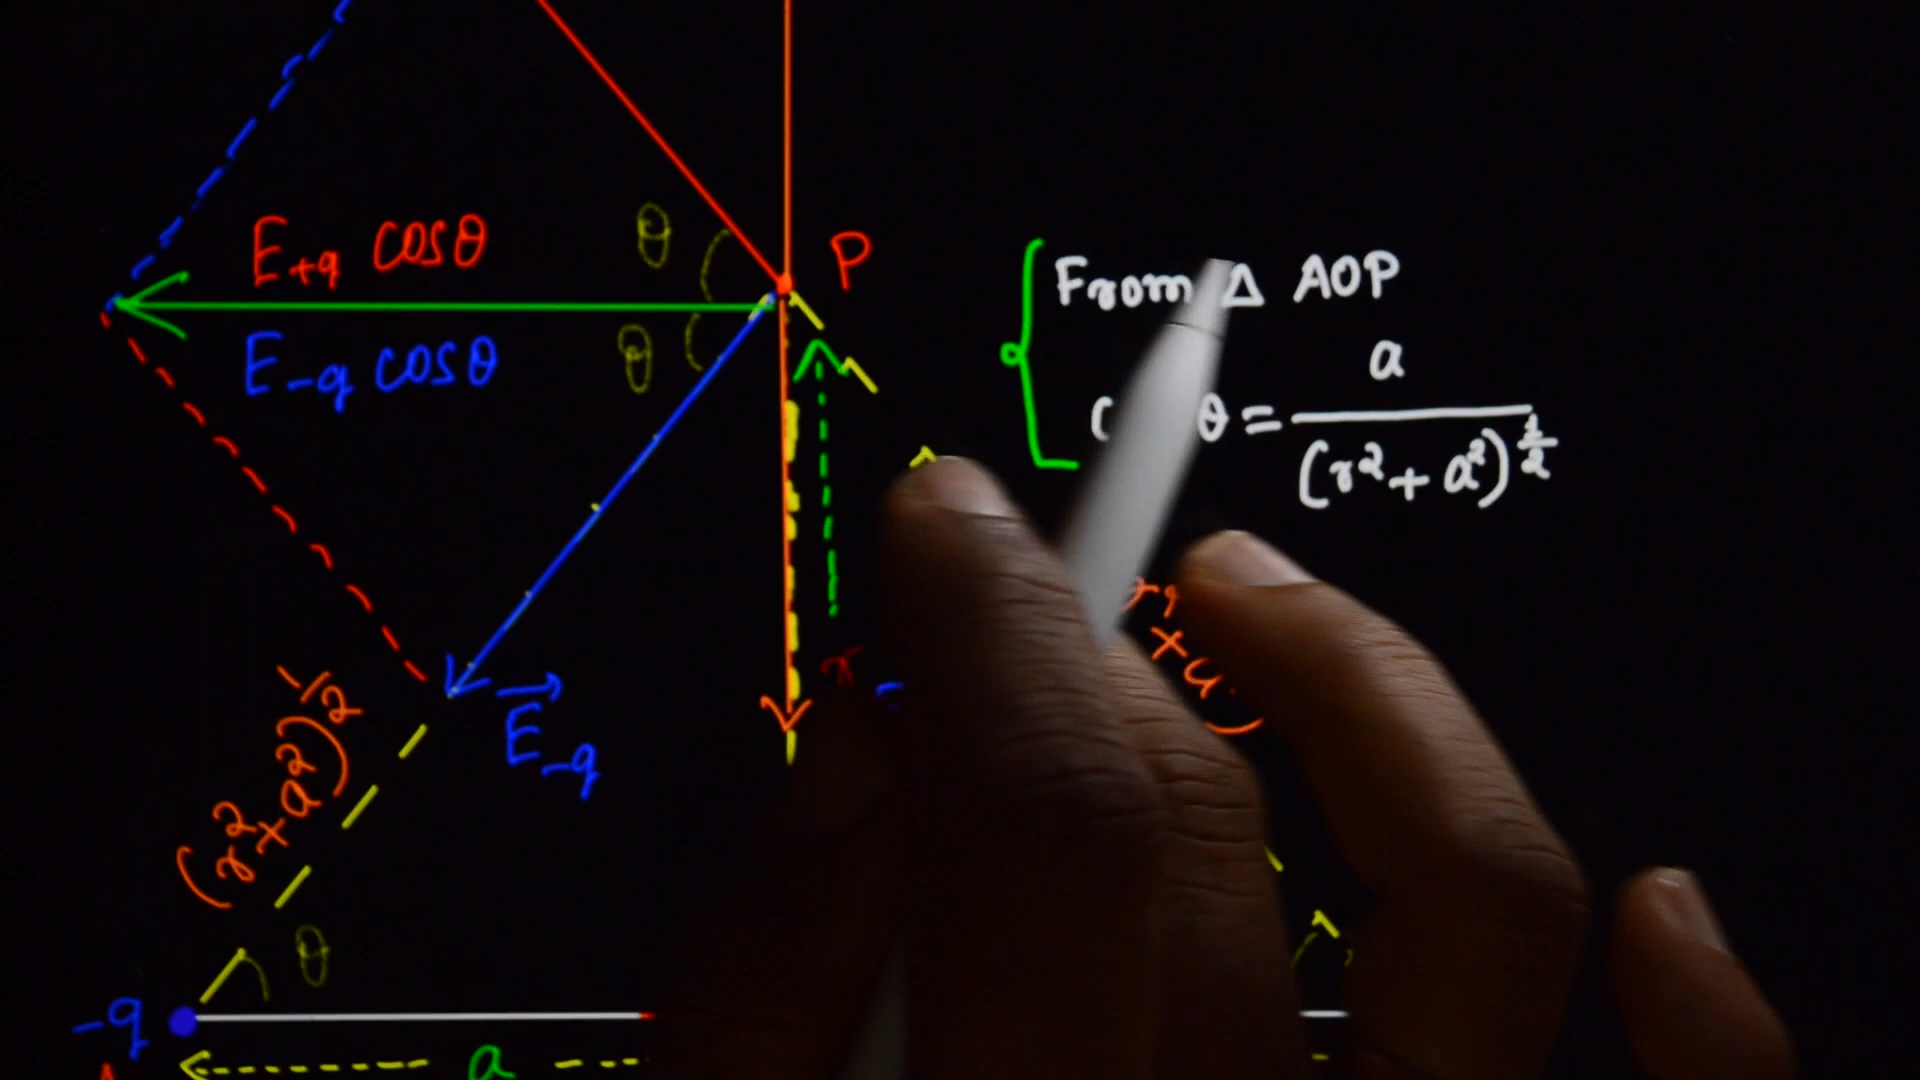 E+q cosθ
θ
P
E-q cosθ
θ
From Δ AOP
θ = a / (r² + a²)^½
(r² + a²)^1/2
E⃗-q
r
θ
-q
a